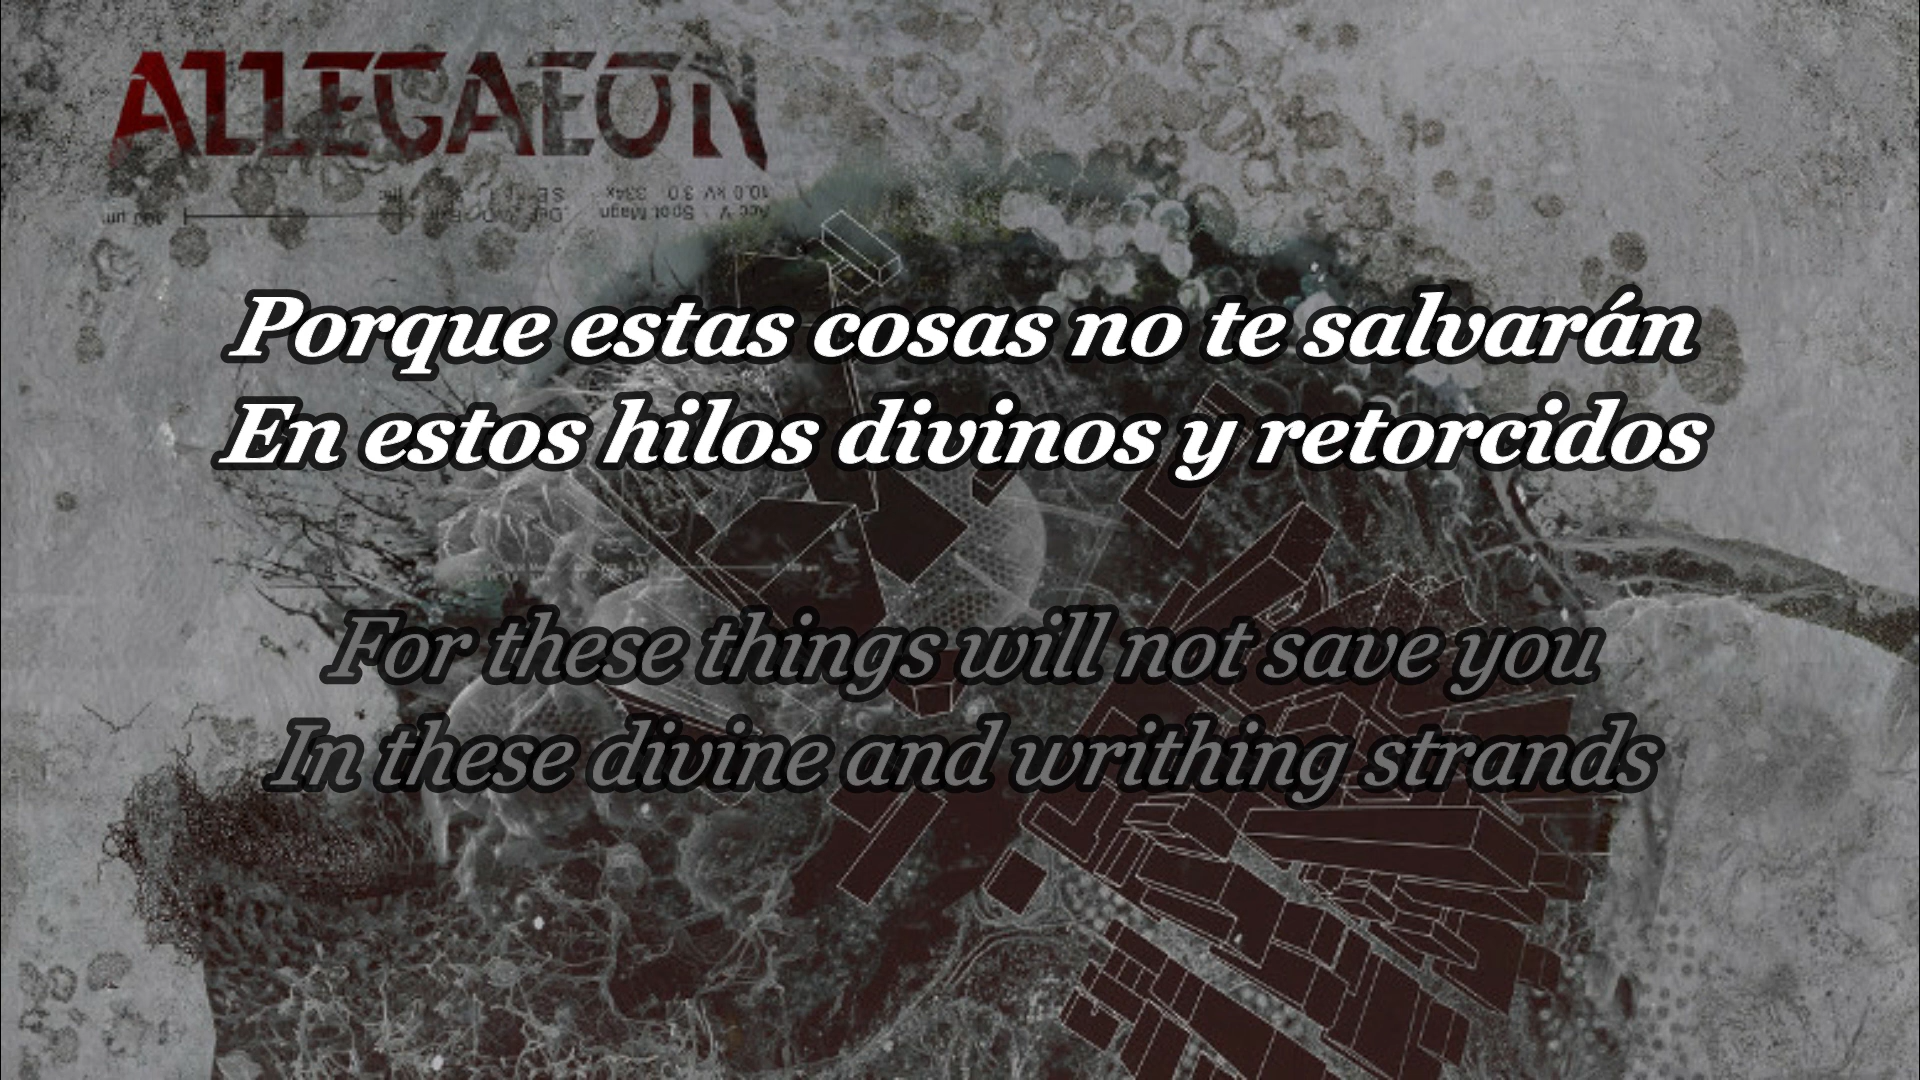 ALLEGAEON
Porque estas cosas no te salvarán
En estos hilos divinos y retorcidos
For these things will not save you
In these divine and writhing strands